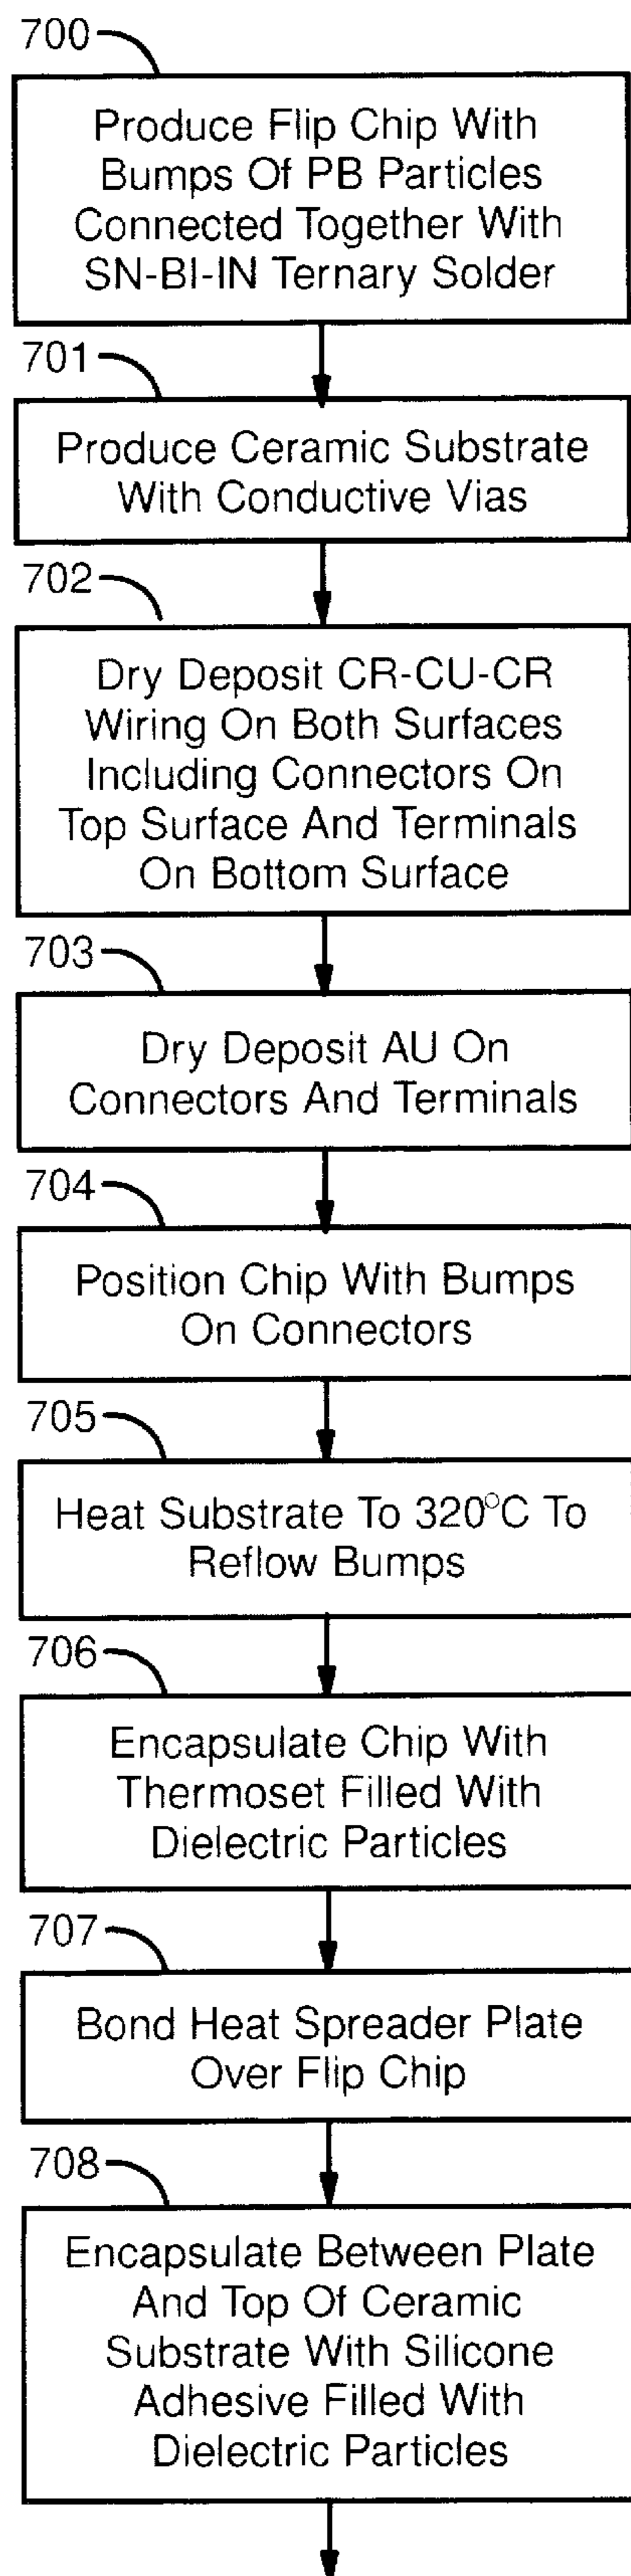 700
Produce Flip Chip With
Bumps Of PB Particles
Connected Together With
SN-BI-IN Ternary Solder
701
Produce Ceramic Substrate
With Conductive Vias
702
Dry Deposit CR-CU-CR
Wiring On Both Surfaces
Including Connectors On
Top Surface And Terminals
On Bottom Surface
703
Dry Deposit AU On
Connectors And Terminals
704
Position Chip With Bumps
On Connectors
705
Heat Substrate To 320°C To
Reflow Bumps
706
Encapsulate Chip With
Thermoset Filled With
Dielectric Particles
707
Bond Heat Spreader Plate
Over Flip Chip
708
Encapsulate Between Plate
And Top Of Ceramic
Substrate With Silicone
Adhesive Filled With
Dielectric Particles